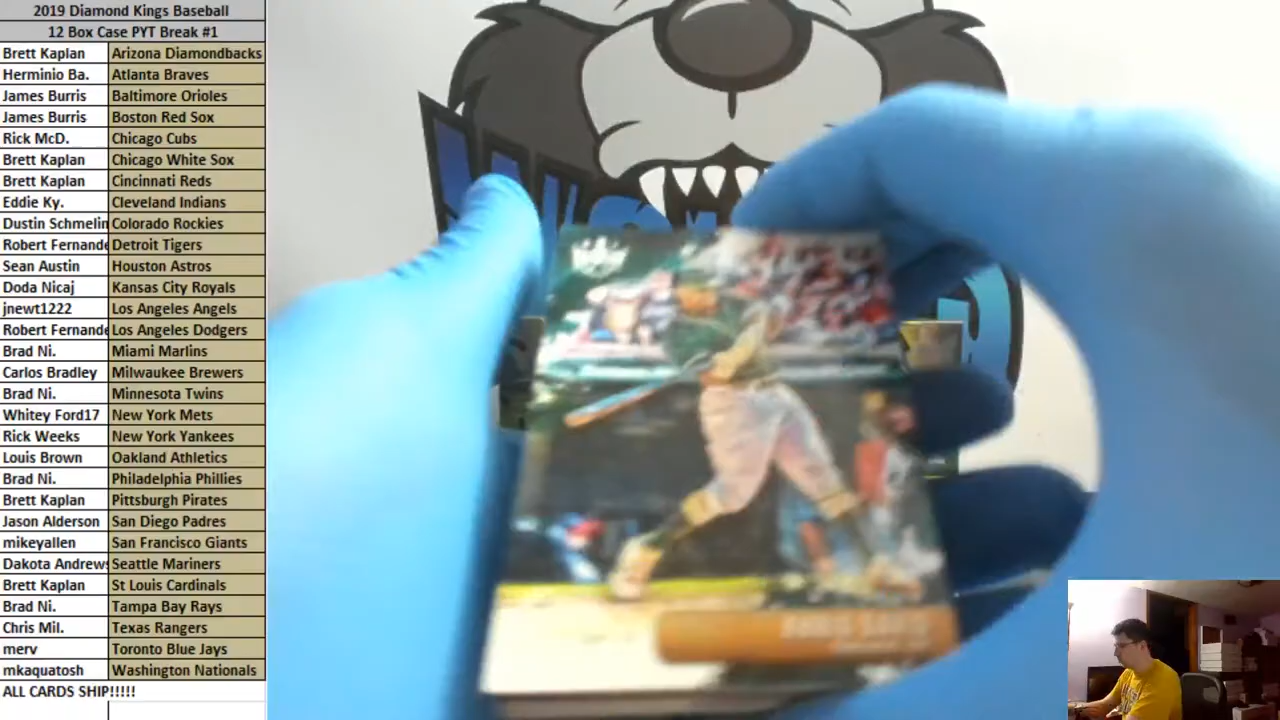 2019 Diamond Kings Baseball
12 Box Case PYT Break #1
Brett Kaplan Arizona Diamondbacks
Herminio Ba. Atlanta Braves
James Burris Baltimore Orioles
James Burris Boston Red Sox
Rick McD. Chicago Cubs
Brett Kaplan Chicago White Sox
Brett Kaplan Cincinnati Reds
Eddie Ky. Cleveland Indians
Dustin Schmelin Colorado Rockies
Robert Fernande Detroit Tigers
Sean Austin Houston Astros
Doda Nicaj Kansas City Royals
jnewt1222 Los Angeles Angels
Robert Fernande Los Angeles Dodgers
Brad Ni. Miami Marlins
Carlos Bradley Milwaukee Brewers
Brad Ni. Minnesota Twins
Whitey Ford17 New York Mets
Rick Weeks New York Yankees
Louis Brown Oakland Athletics
Brad Ni. Philadelphia Phillies
Brett Kaplan Pittsburgh Pirates
Jason Alderson San Diego Padres
mikeyallen San Francisco Giants
Dakota Andrews Seattle Mariners
Brett Kaplan St Louis Cardinals
Brad Ni. Tampa Bay Rays
Chris Mil. Texas Rangers
merv Toronto Blue Jays
mkaquatosh Washington Nationals
ALL CARDS SHIP!!!!!